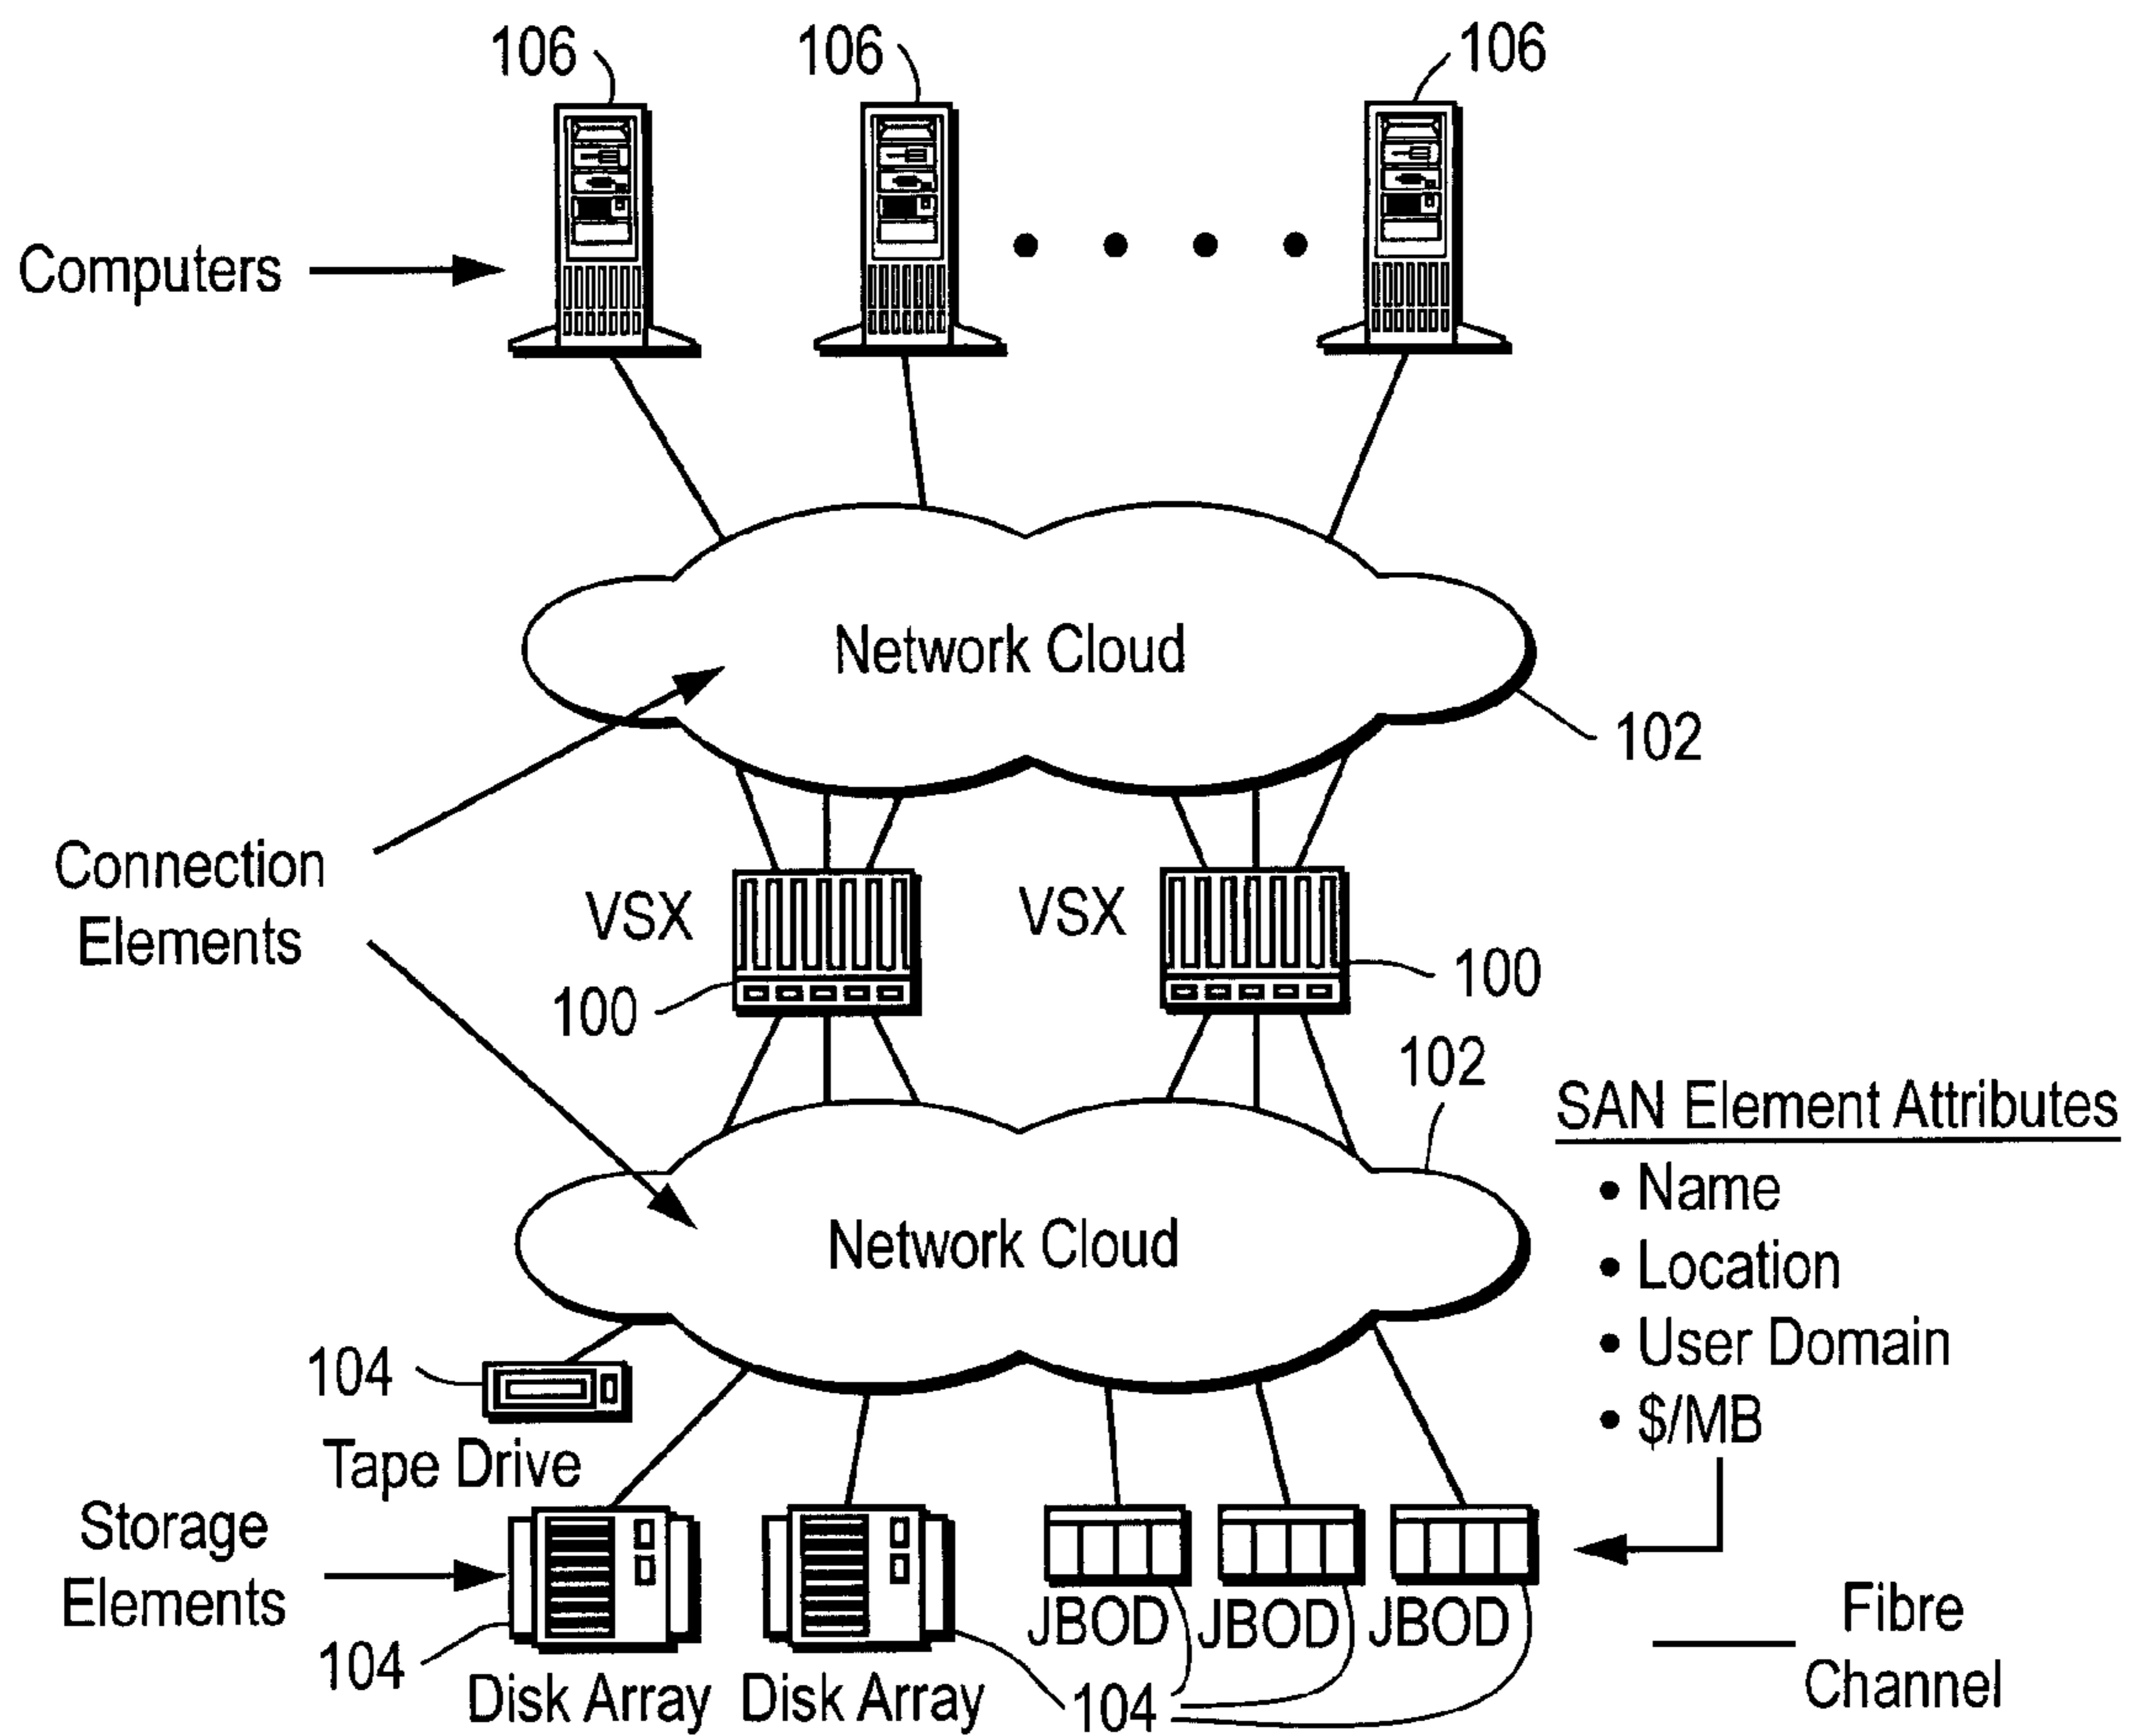 106
106
106
Computers
Network Cloud
102
Connection
Elements
VSX
VSX
100
100
102
SAN Element Attributes
• Name
• Location
• User Domain
• $/MB
Network Cloud
104
Tape Drive
Storage
Elements
104
Disk Array
Disk Array
104
JBOD
JBOD
JBOD
Fibre
Channel